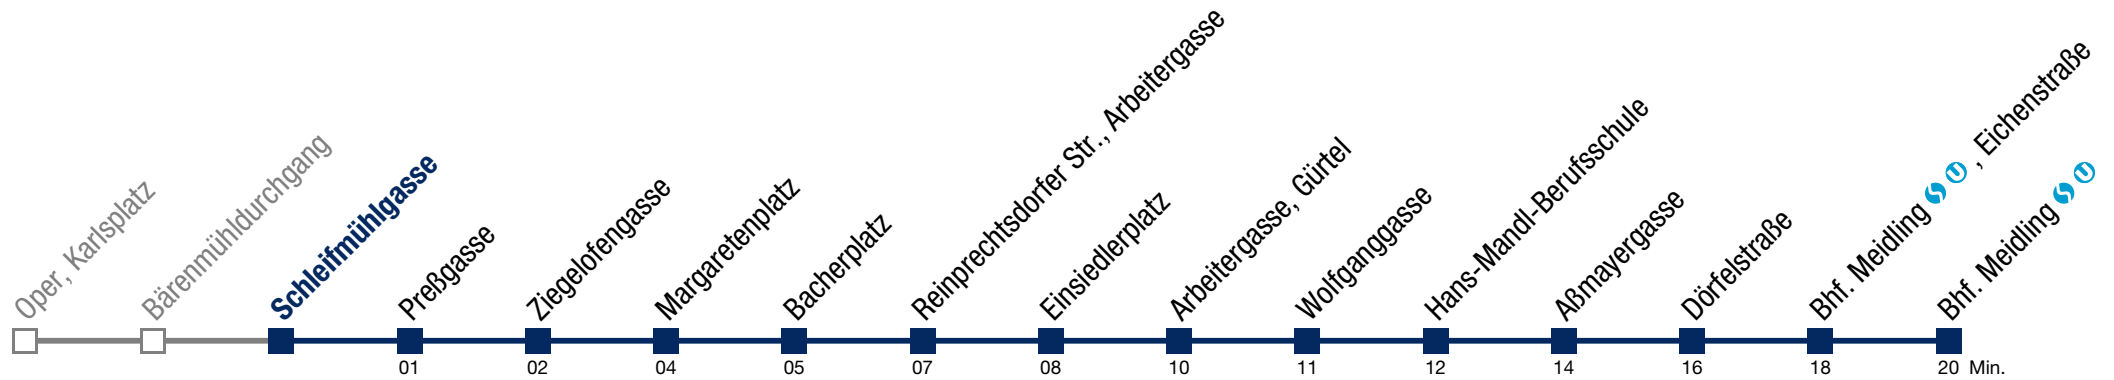 Oper, Karlsplatz
Bärenmühldurchgang
Schleifmühlgasse
Preßgasse
Ziegelofengasse
Margaretenplatz
Bacherplatz
Reinprechtsdorfer Str., Arbeitergasse
Einsiedlerplatz
Arbeitergasse, Gürtel
Wolfganggasse
Hans-Mandl-Berufsschule
Aßmayergasse
Dörfelstraße
Bhf. Meidling S U , Eichenstraße
Bhf. Meidling S U
01 02 04 05 07 08 10 11 12 14 16 18 20 Min.